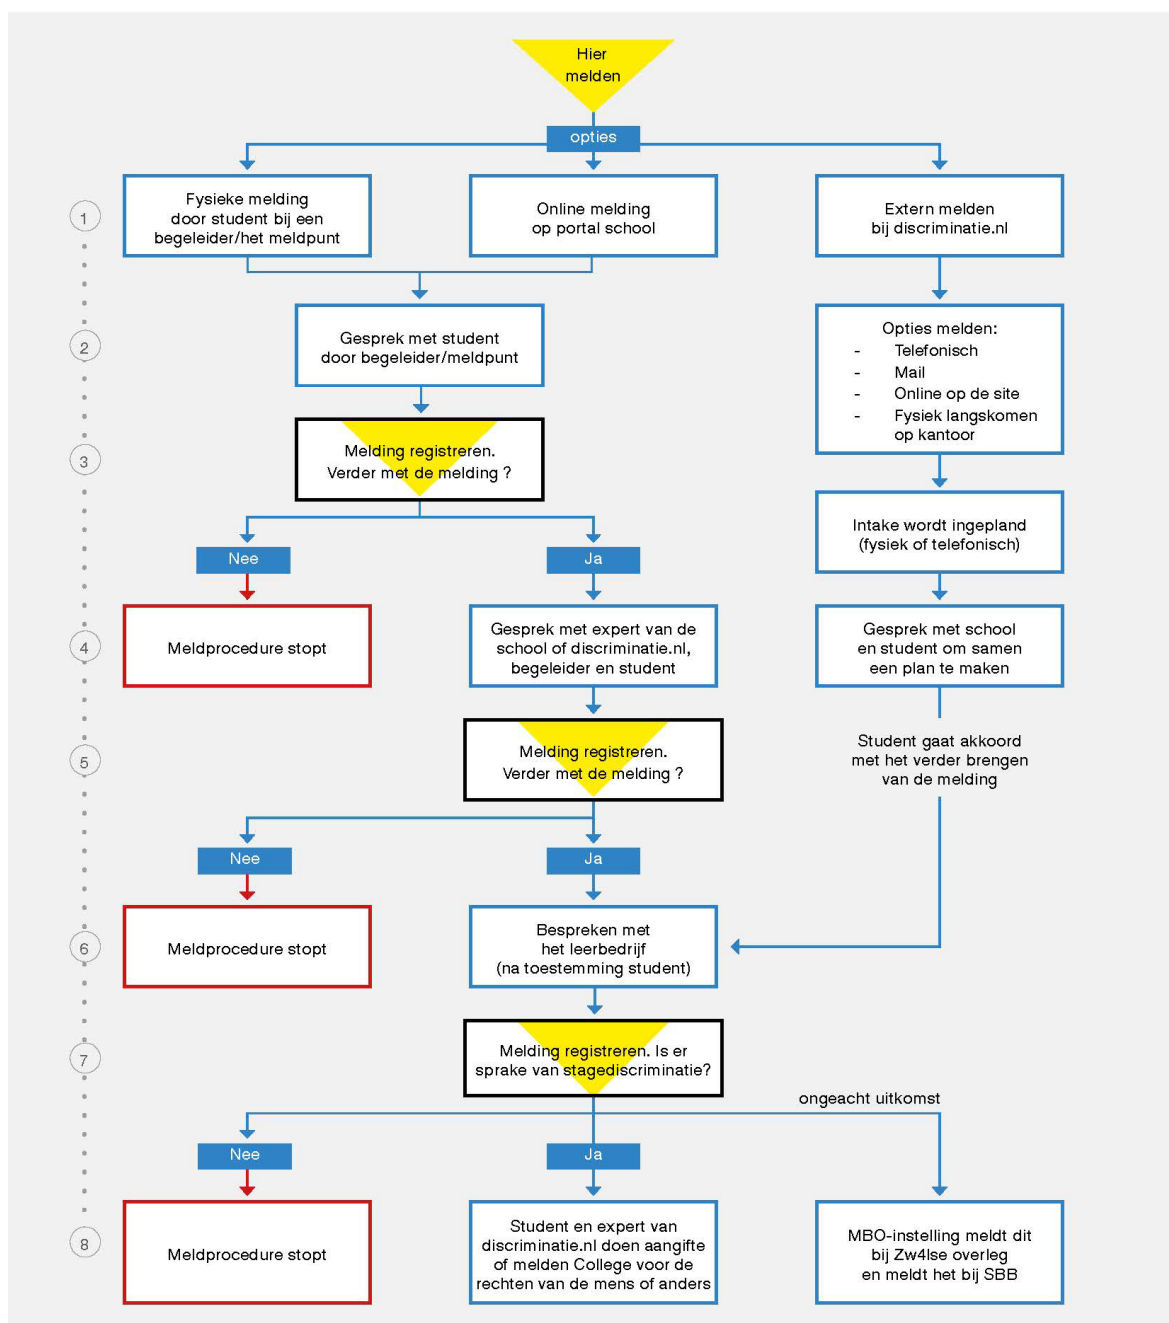 Hier
melden
opties
1
Fysieke melding
door student bij een
begeleider/het meldpunt
Online melding
op portal school
Extern melden
bij discriminatie.nl
2
Gesprek met student
door begeleider/meldpunt
Opties melden:
- Telefonisch
- Mail
- Online op de site
- Fysiek langskomen
op kantoor
3
Melding registreren.
Verder met de melding ?
Intake wordt ingepland
(fysiek of telefonisch)
Nee
Ja
4
Meldprocedure stopt
Gesprek met expert van de
school of discriminatie.nl,
begeleider en student
Gesprek met school
en student om samen
een plan te maken
5
Melding registreren.
Verder met de melding ?
Student gaat akkoord
met het verder brengen
van de melding
Nee
Ja
6
Meldprocedure stopt
Bespreken met
het leerbedrijf
(na toestemming student)
7
Melding registreren. Is er
sprake van stagediscriminatie?
ongeacht uitkomst
Nee
Ja
8
Meldprocedure stopt
Student en expert van
discriminatie.nl doen aangifte
of melden College voor de
rechten van de mens of anders
MBO-instelling meldt dit
bij Zw4lse overleg
en meldt het bij SBB